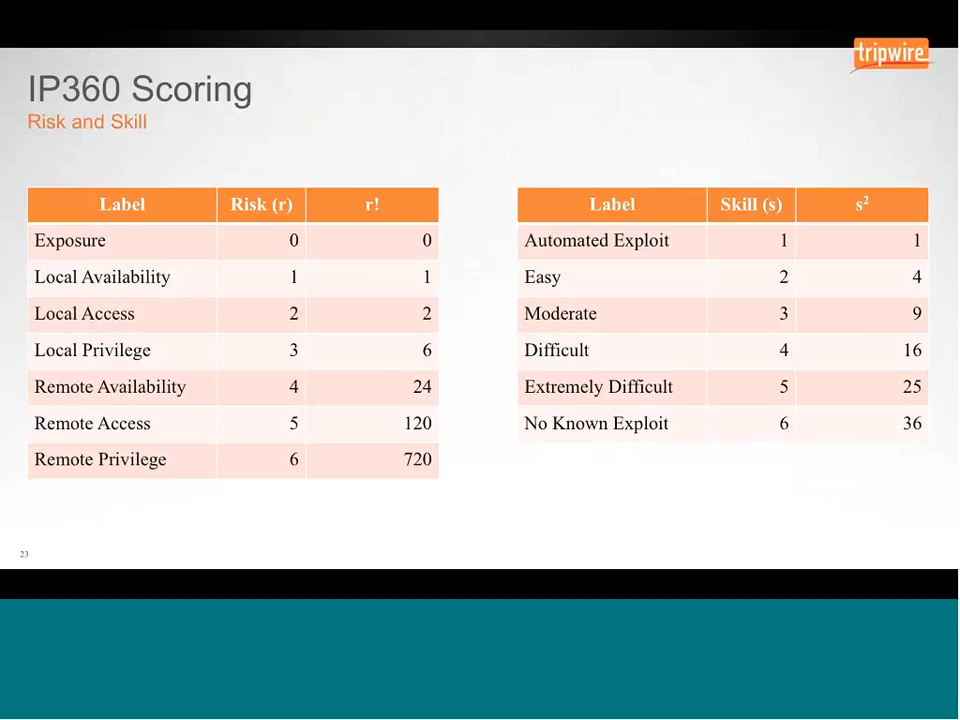 tripwire
IP360 Scoring
Risk and Skill
Label Risk (r) r!
Exposure 0 0
Local Availability 1 1
Local Access 2 2
Local Privilege 3 6
Remote Availability 4 24
Remote Access 5 120
Remote Privilege 6 720
Label Skill (s) s²
Automated Exploit 1 1
Easy 2 4
Moderate 3 9
Difficult 4 16
Extremely Difficult 5 25
No Known Exploit 6 36
23